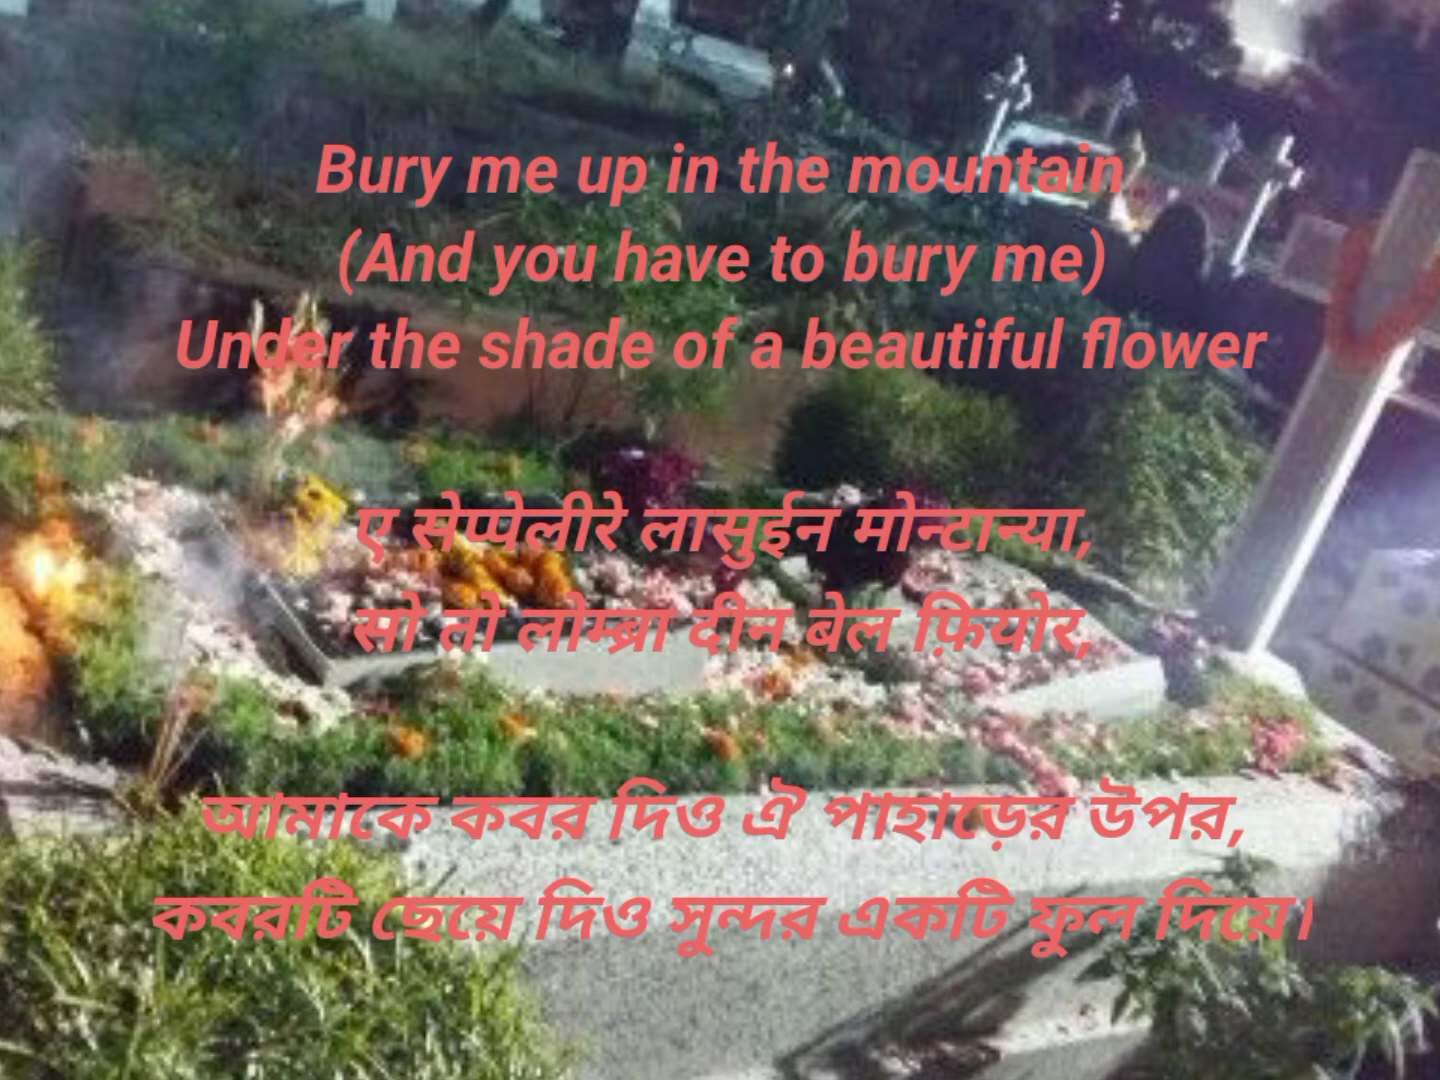 Bury me up in the mountain
(And you have to bury me)
Under the shade of a beautiful flower
ए सेप्पेलीरे लासुईन मोन्टान्या,
सो तो लोम्ब्रा दीन बेल फ़ियोर,
আমাকে কবর দিও ঐ পাহাড়ের উপর,
কবরটি ছেয়ে দিও সুন্দর একটি ফুল দিয়ে।